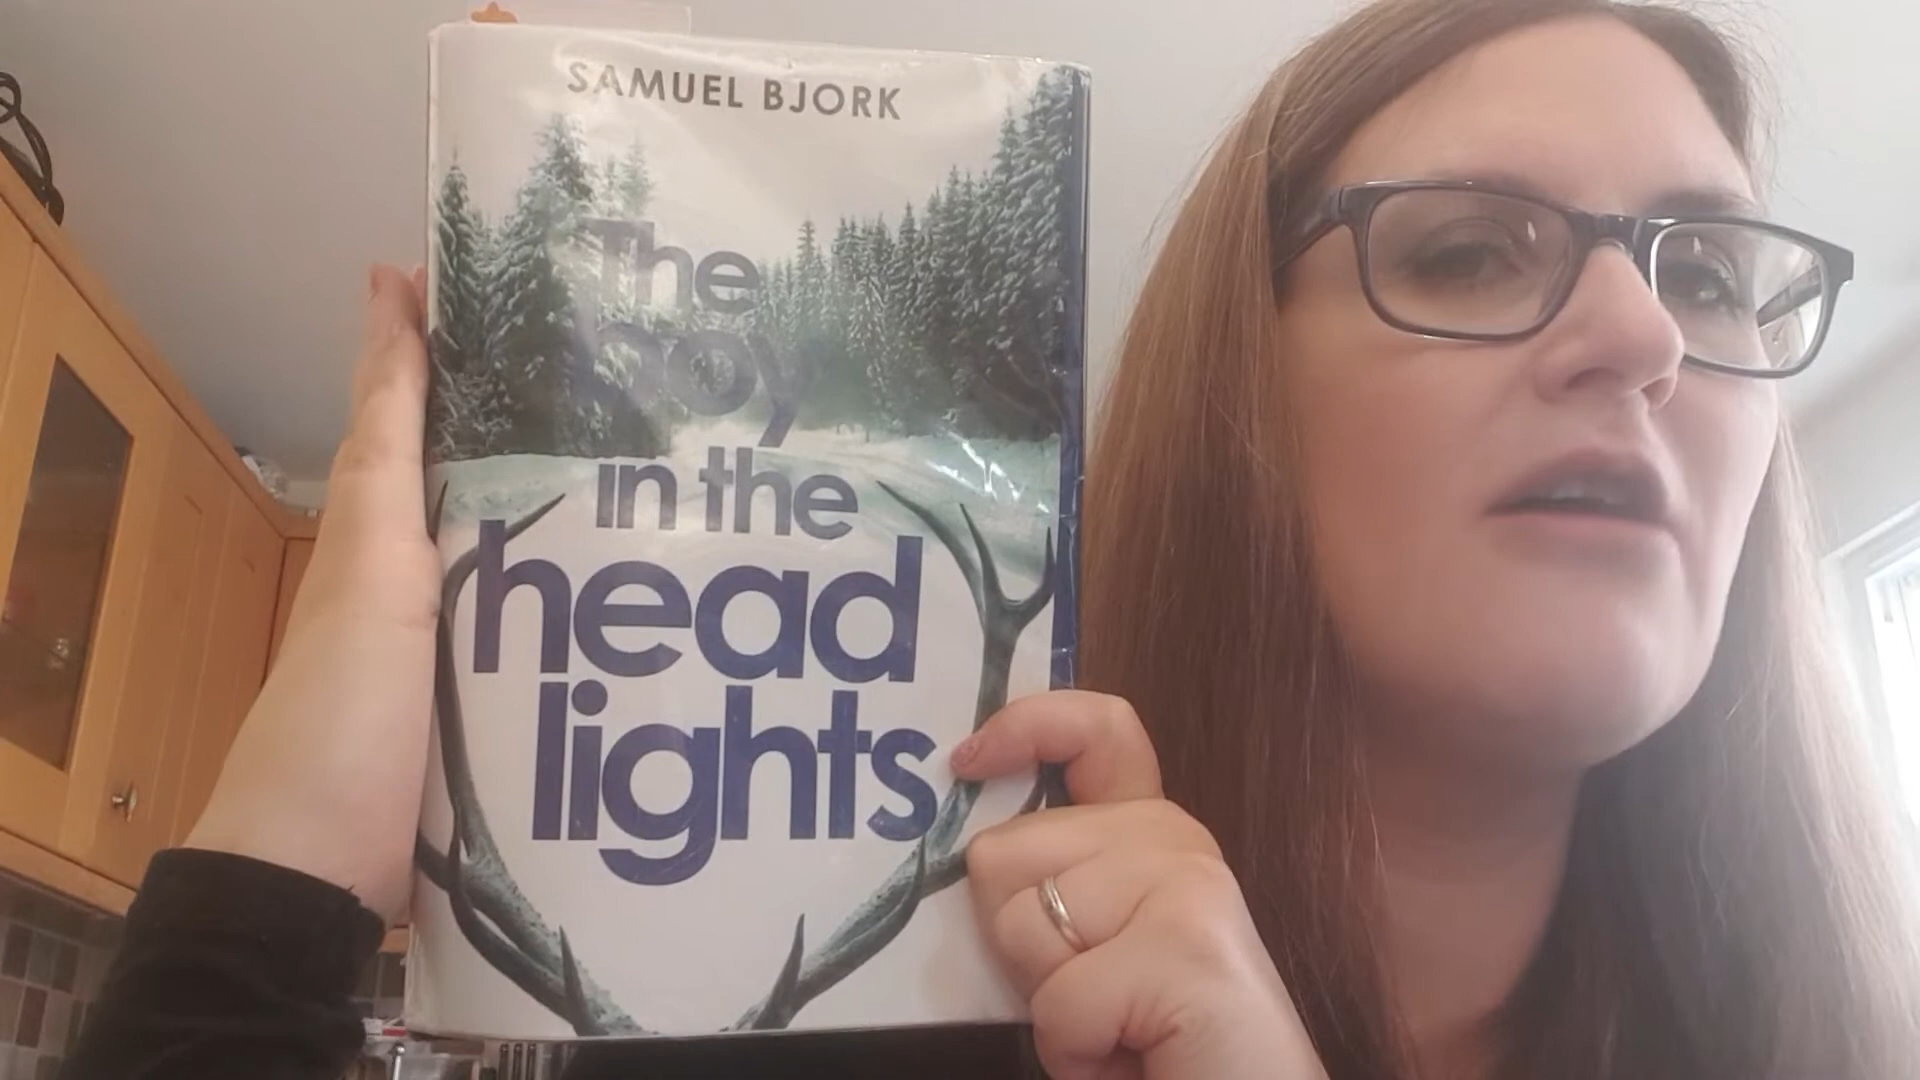 SAMUEL BJORK
The
boy
in the
head
lights